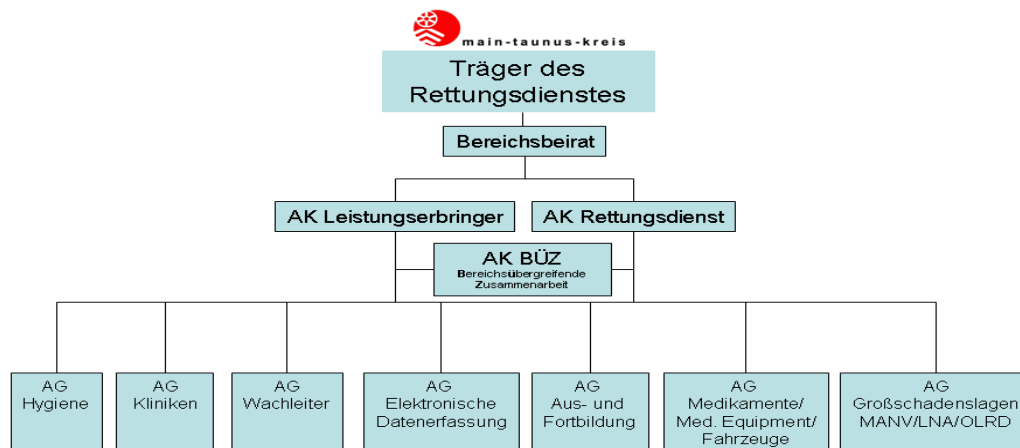 main-taunus-kreis
Träger des
Rettungsdienstes
Bereichsbeirat
AK Leistungserbringer
AK Rettungsdienst
AK BÜZ
Bereichsübergreifende
Zusammenarbeit
AG
Hygiene
AG
Kliniken
AG
Wachleiter
AG
Elektronische
Datenerfassung
AG
Aus- und
Fortbildung
AG
Medikamente/
Med. Equipment/
Fahrzeuge
AG
Großschadenslagen
MANV/LNA/OLRD